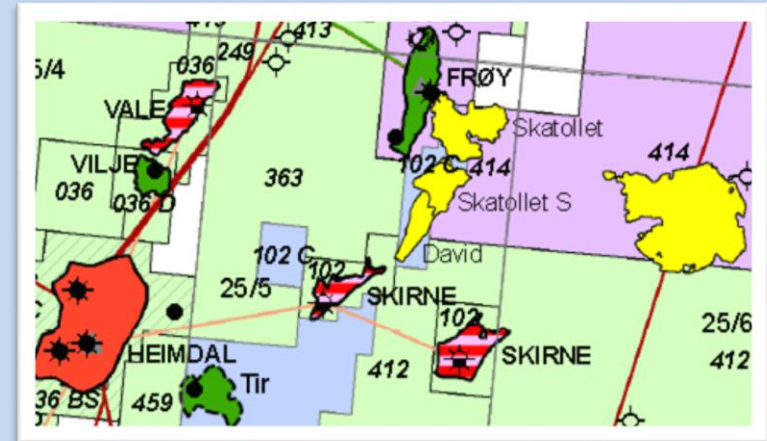 413
249
036
5/4
FRØY
VALE
Skatollet
414
102 C
414
VILJE
363
036
036 D
Skatollet S
102 C
David
102
25/5
SKIRNE
102
25/6
HEIMDAL
SKIRNE
412
412
Tir
36 BS
459